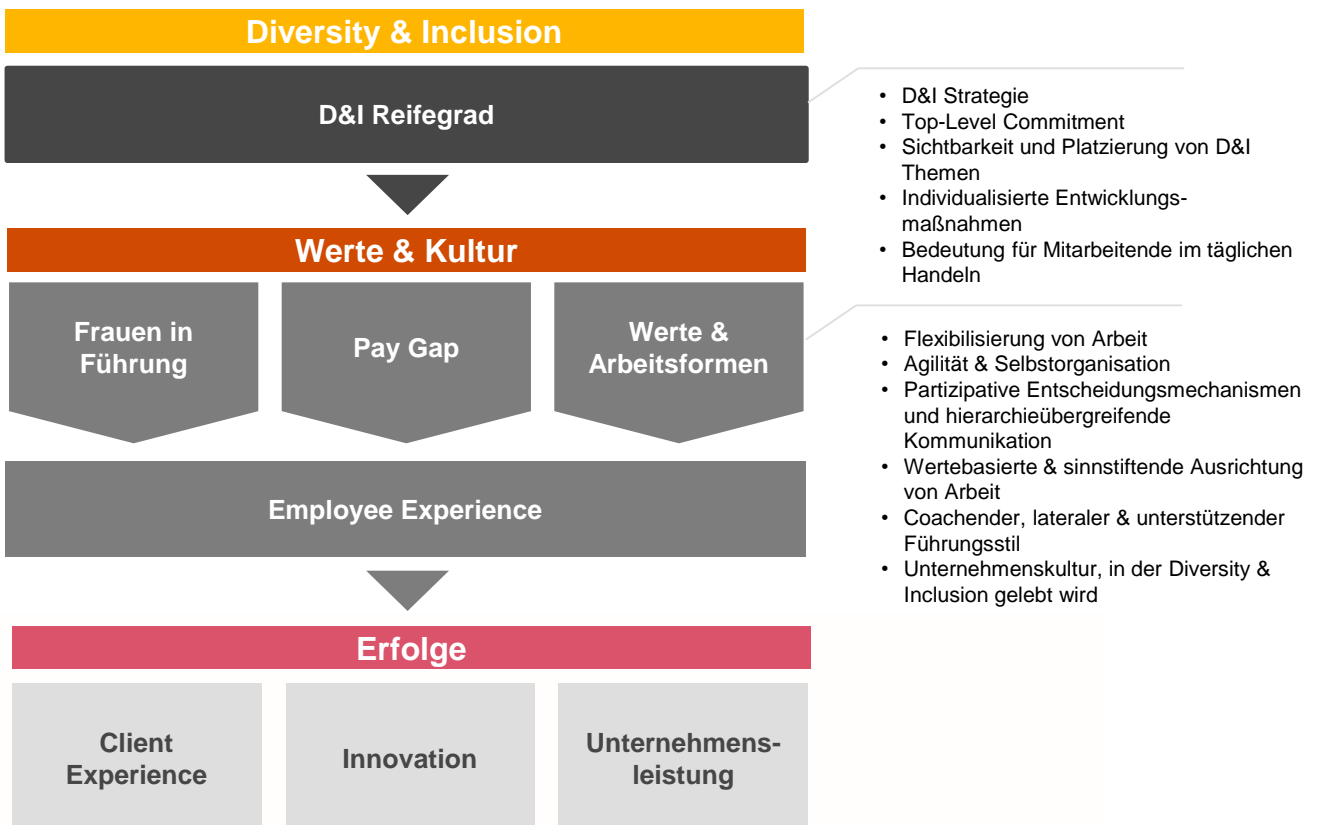 Diversity & Inclusion
D&I Reifegrad
• D&I Strategie
• Top-Level Commitment
• Sichtbarkeit und Platzierung von D&I
Themen
• Individualisierte Entwicklungs-
maßnahmen
• Bedeutung für Mitarbeitende im täglichen
Handeln
Werte & Kultur
Frauen in
Führung
Pay Gap
Werte &
Arbeitsformen
• Flexibilisierung von Arbeit
• Agilität & Selbstorganisation
• Partizipative Entscheidungsmechanismen
und hierarchieübergreifende
Kommunikation
• Wertebasierte & sinnstiftende Ausrichtung
von Arbeit
• Coachender, lateraler & unterstützender
Führungsstil
• Unternehmenskultur, in der Diversity &
Inclusion gelebt wird
Employee Experience
Erfolge
Client
Experience
Innovation
Unternehmens-
leistung